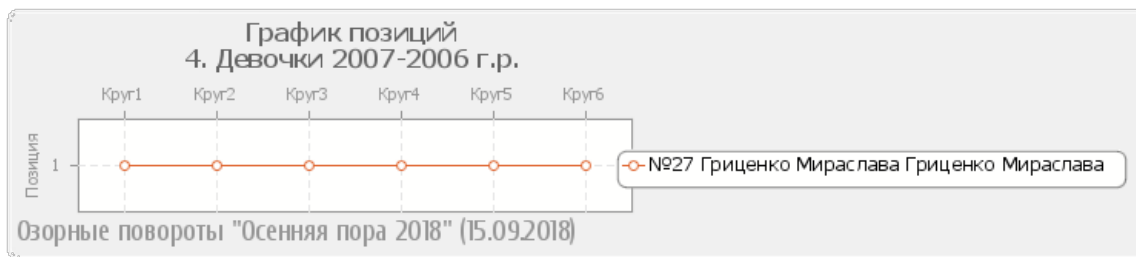 График позиций
4. Девочки 2007-2006 г.р.
Круг1 Круг2 Круг3 Круг4 Круг5 Круг6
Позиция
1
№27 Гриценко Мираслава Гриценко Мираслава
Озорные повороты "Осенняя пора 2018" (15.09.2018)